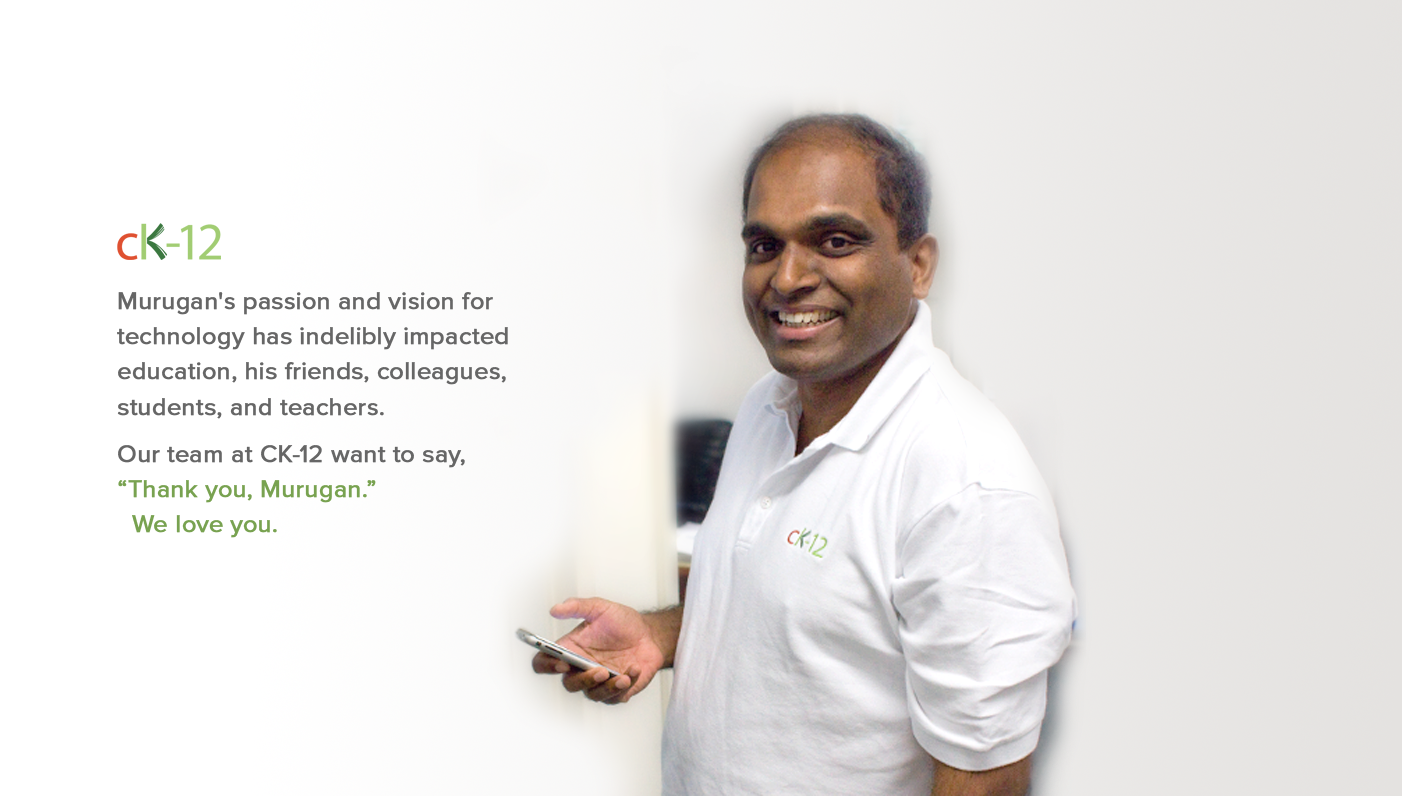 cK-12
Murugan's passion and vision for
technology has indelibly impacted
education, his friends, colleagues,
students, and teachers.
Our team at CK-12 want to say,
“Thank you, Murugan.”
We love you.
cK-12